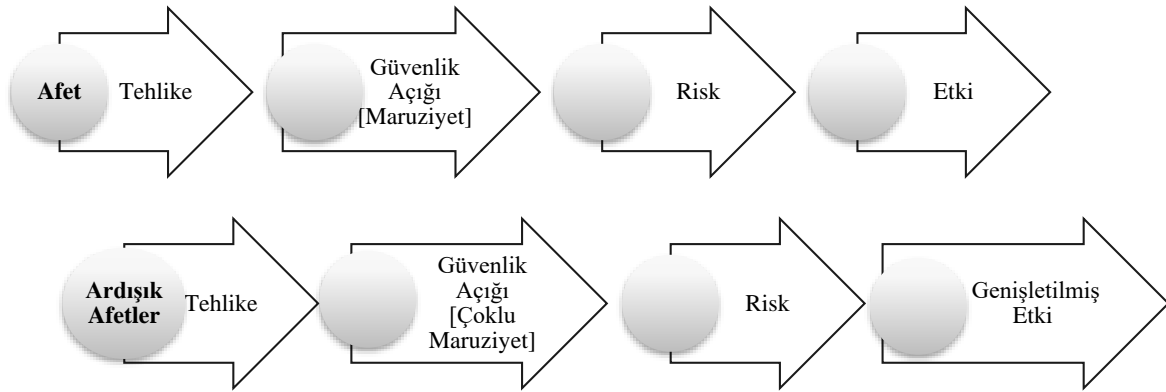 Afet
Tehlike
Güvenlik
Açığı
[Maruziyet]
Risk
Etki
Ardışık
Afetler
Tehlike
Güvenlik
Açığı
[Çoklu
Maruziyet]
Risk
Genişletilmiş
Etki